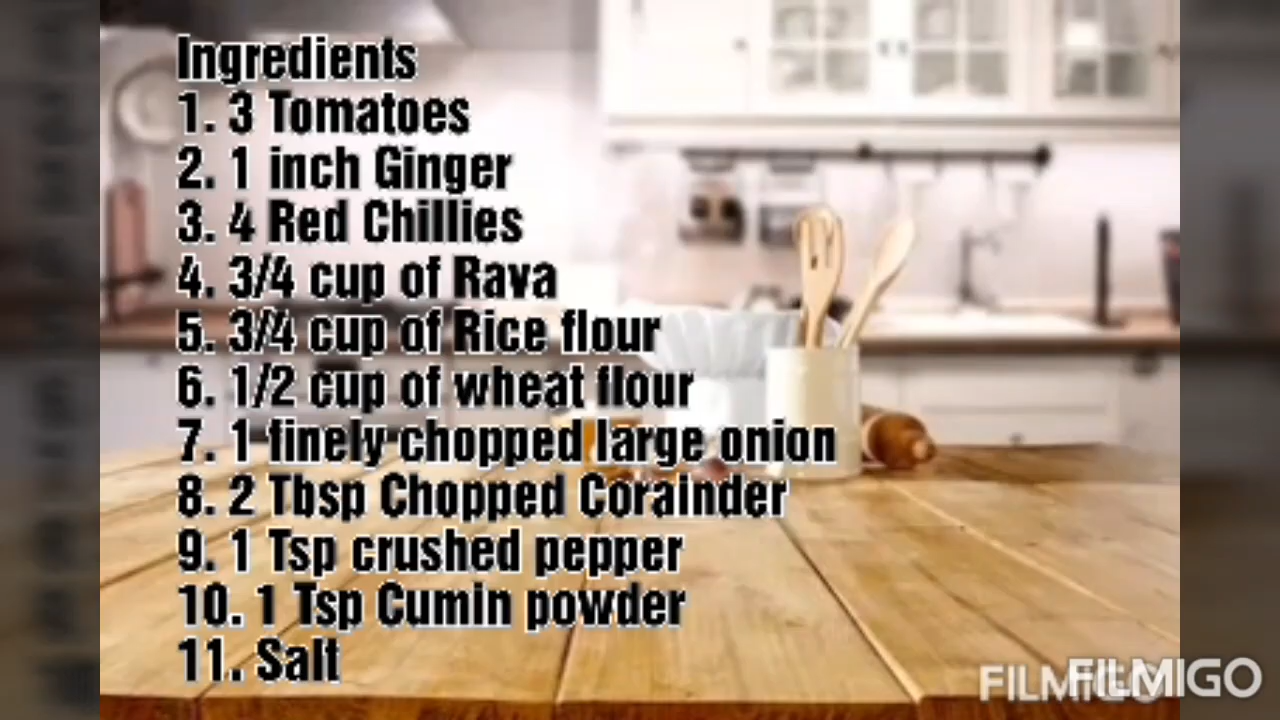 Ingredients
1. 3 Tomatoes
2. 1 inch Ginger
3. 4 Red Chillies
4. 3/4 cup of Rava
5. 3/4 cup of Rice flour
6. 1/2 cup of wheat flour
7. 1 finely chopped large onion
8. 2 Tbsp Chopped Corainder
9. 1 Tsp crushed pepper
10. 1 Tsp Cumin powder
11. Salt
FILMIGO FILMIGO